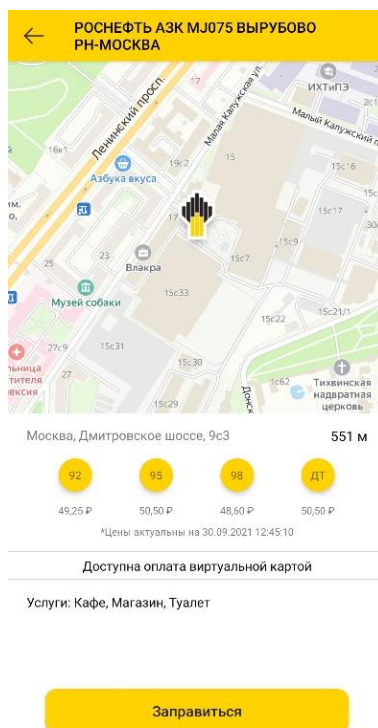 РОСНЕФТЬ АЗК MJ075 ВЫРУБОВО
РН-МОСКВА
Ленинский просп.
17
Малая Калужская ул.
ИХТиПЭ
Малый Калужский п
16к1
19с2
15
15с16
Азбука вкуса
17
15с17
23
15с9
25
Влакра
15с7
Музей собаки
15с33
15с22
15с21/1
27с9
15с31
15с30
27
1с62
Тихвинская
надвратная
церковь
15с29
Донск
Москва, Дмитровское шоссе, 9с3
551 м
92
95
98
ДТ
49,25 ₽
50,50 ₽
48,60 ₽
50,50 ₽
*Цены актуальны на 30.09.2021 12:45:10
Доступна оплата виртуальной картой
Услуги: Кафе, Магазин, Туалет
Заправиться